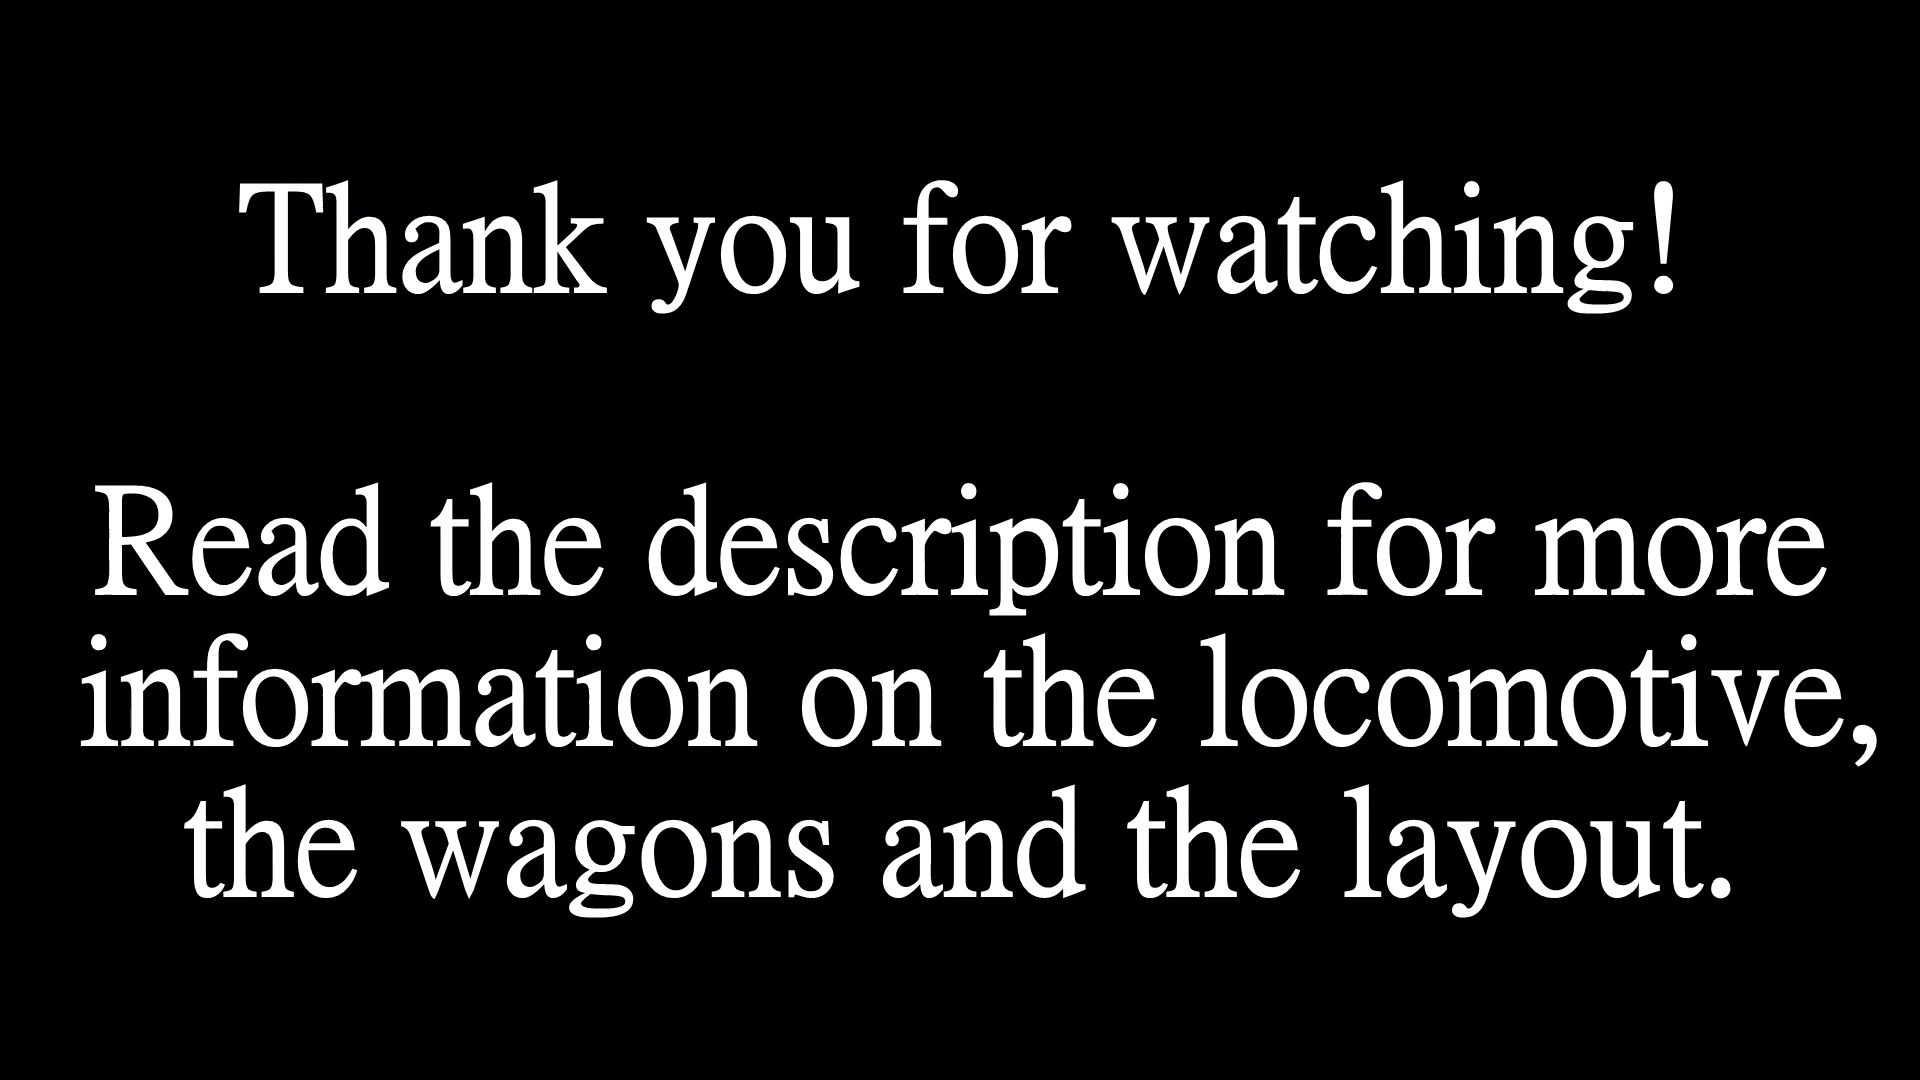 Thank you for watching!
Read the description for more
information on the locomotive,
the wagons and the layout.